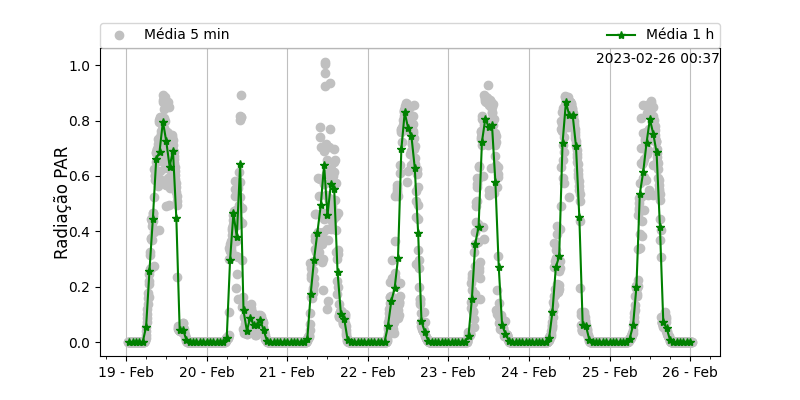 Média 5 min
Média 1 h
2023-02-26 00:37
Radiação PAR
1.0
0.8
0.6
0.4
0.2
0.0
19 - Feb
20 - Feb
21 - Feb
22 - Feb
23 - Feb
24 - Feb
25 - Feb
26 - Feb